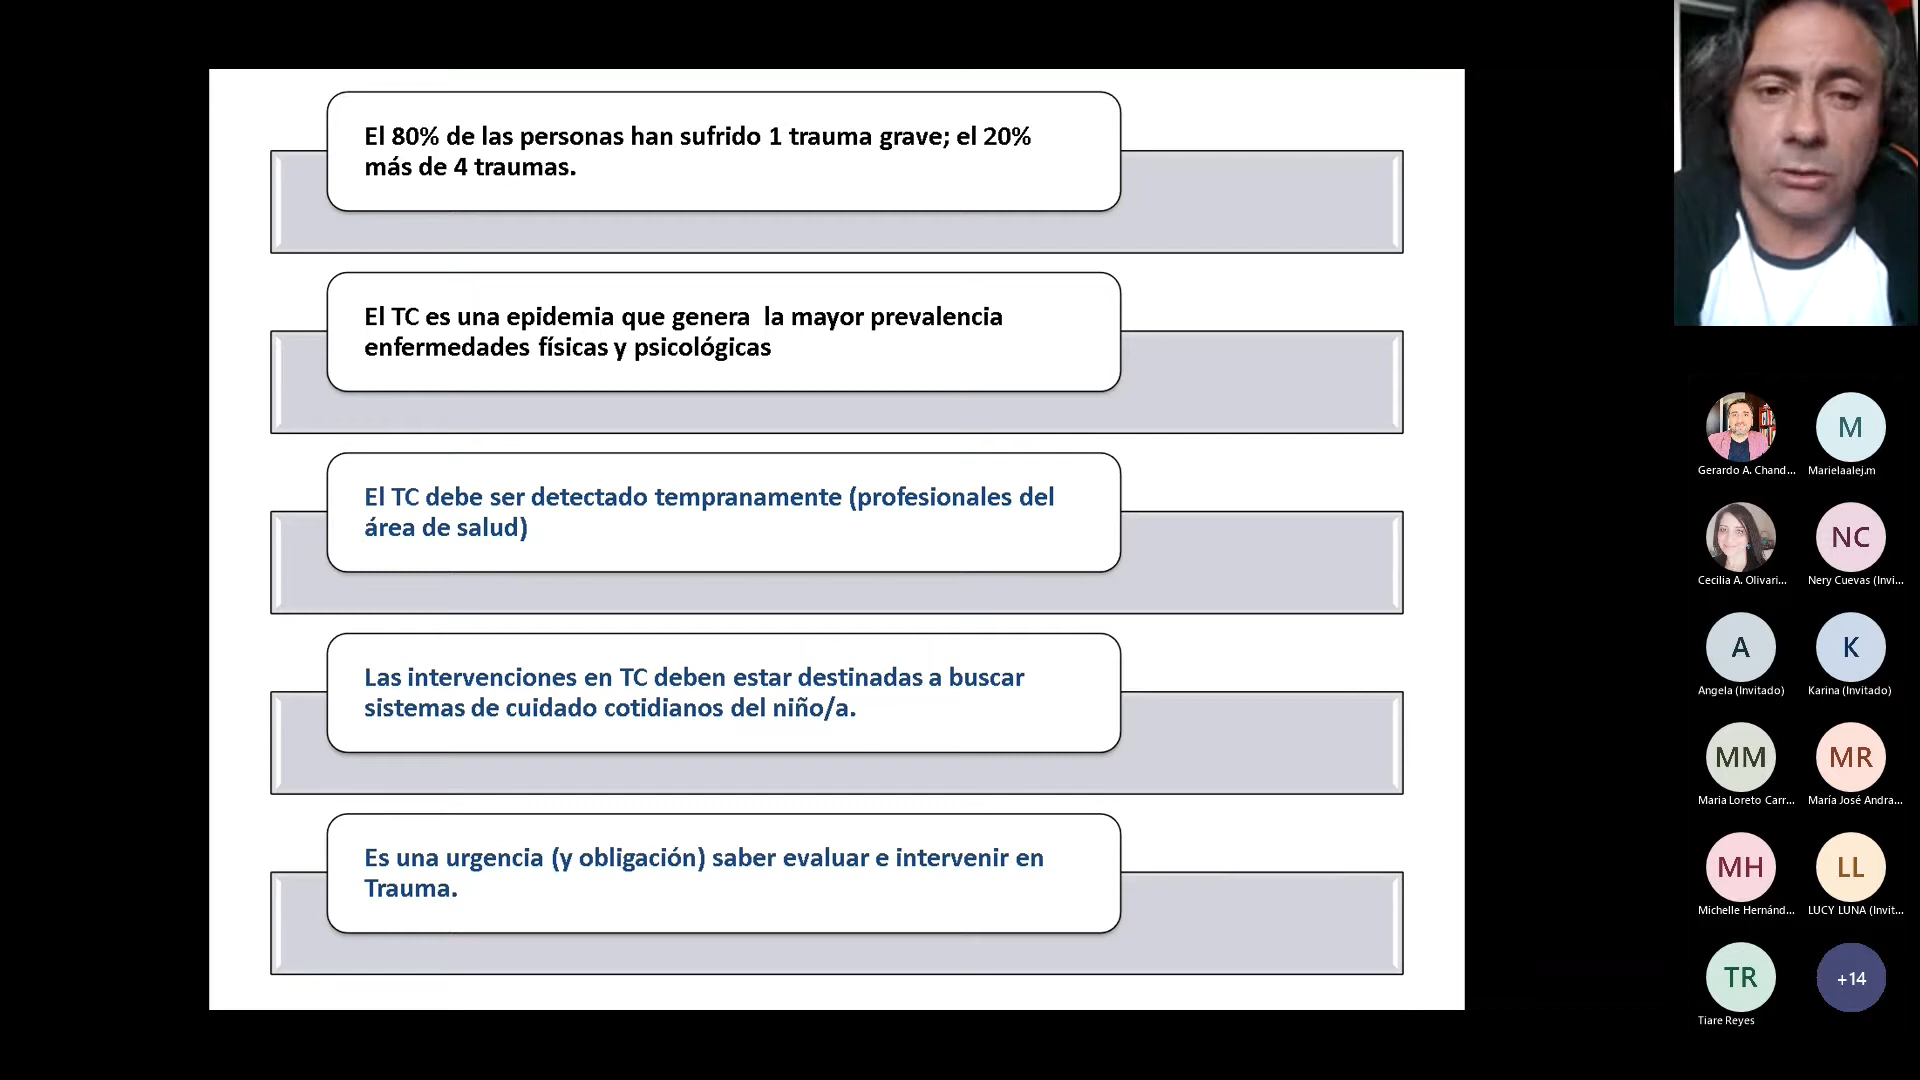 El 80% de las personas han sufrido 1 trauma grave; el 20%
más de 4 traumas.
El TC es una epidemia que genera  la mayor prevalencia
enfermedades físicas y psicológicas
El TC debe ser detectado tempranamente (profesionales del
área de salud)
Las intervenciones en TC deben estar destinadas a buscar
sistemas de cuidado cotidianos del niño/a.
Es una urgencia (y obligación) saber evaluar e intervenir en
Trauma.
M
Gerardo A. Chand...
Marielaalej.m
NC
Cecilia A. Olivari...
Nery Cuevas (Invi...
A
K
Angela (Invitado)
Karina (Invitado)
MM
MR
Maria Loreto Carr...
María José Andra...
MH
LL
Michelle Hernánd...
LUCY LUNA (Invit...
TR
+14
Tiare Reyes